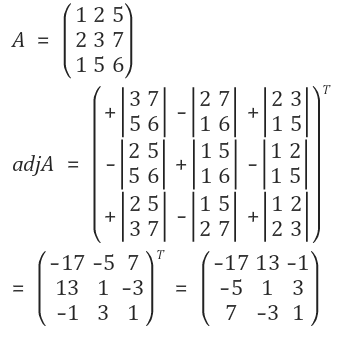 A = (1 2 5
2 3 7
1 5 6)
adjA = (+ |3 7 5 6| - |2 7 1 6| + |2 3 1 5|
- |2 5 5 6| + |1 5 1 6| - |1 2 1 5|
+ |2 5 3 7| - |1 5 2 7| + |1 2 2 3|)^T
= (-17 -5 7
13 1 -3
-1 3 1)^T = (-17 13 -1
-5 1 3
7 -3 1)